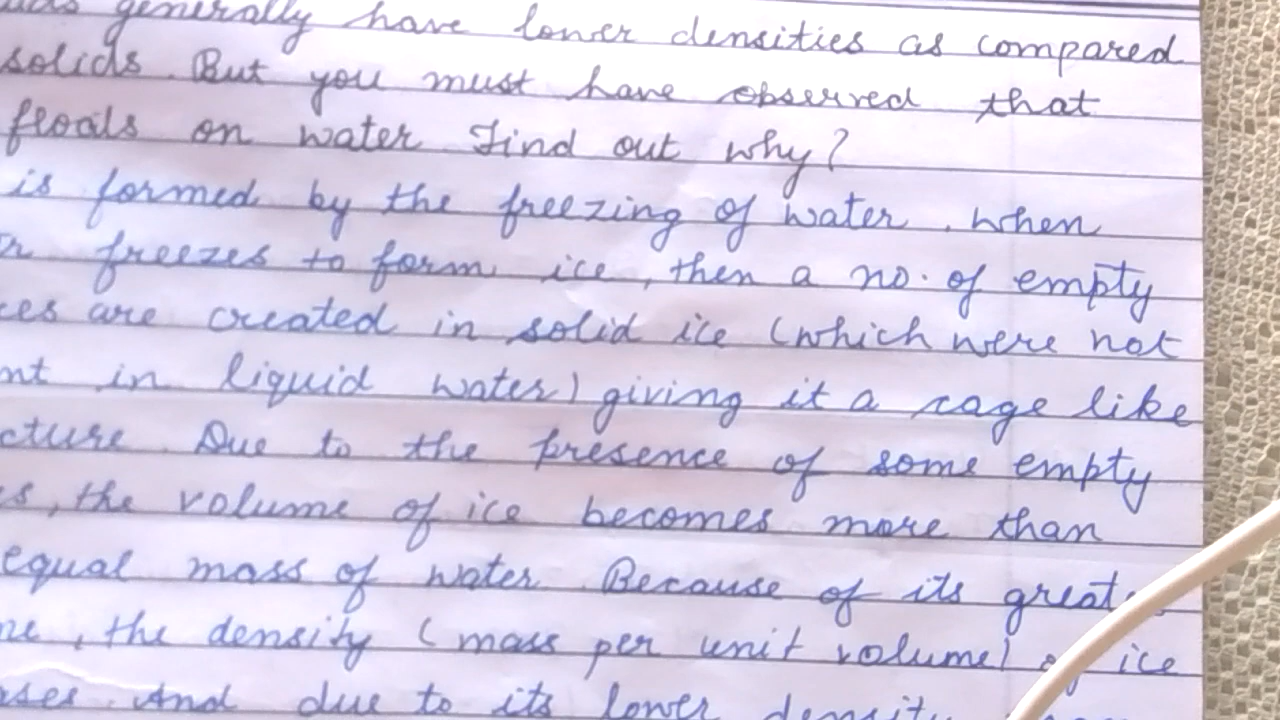 generally have lower densities as compared
solids. But you must have observed that
floats on water Find out why?
is formed by the freezing of water. When
freezes to form ice, then a no. of empty
are created in solid ice (which were not
in liquid water) giving it a cage like
Due to the presence of some empty
, the volume of ice becomes more than
equal mass of water. Because of its
, the density (mass per unit volume) ice
And due to its lower